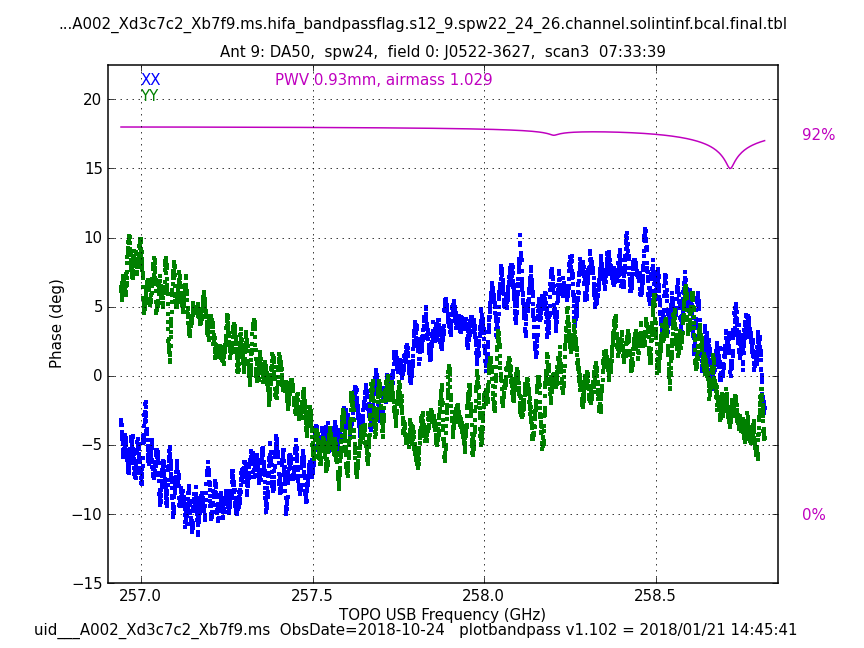 ...A002_Xd3c7c2_Xb7f9.ms.hifa_bandpassflag.s12_9.spw22_24_26.channel.solintinf.bcal.final.tbl
Ant 9: DA50,  spw24,  field 0: J0522-3627,  scan3  07:33:39
XX
PWV 0.93mm, airmass 1.029
YY
20
92%
15
10
5
Phase (deg)
0
−5
−10
0%
−15
257.0
257.5
258.0
258.5
TOPO USB Frequency (GHz)
uid___A002_Xd3c7c2_Xb7f9.ms  ObsDate=2018-10-24   plotbandpass v1.102 = 2018/01/21 14:45:41